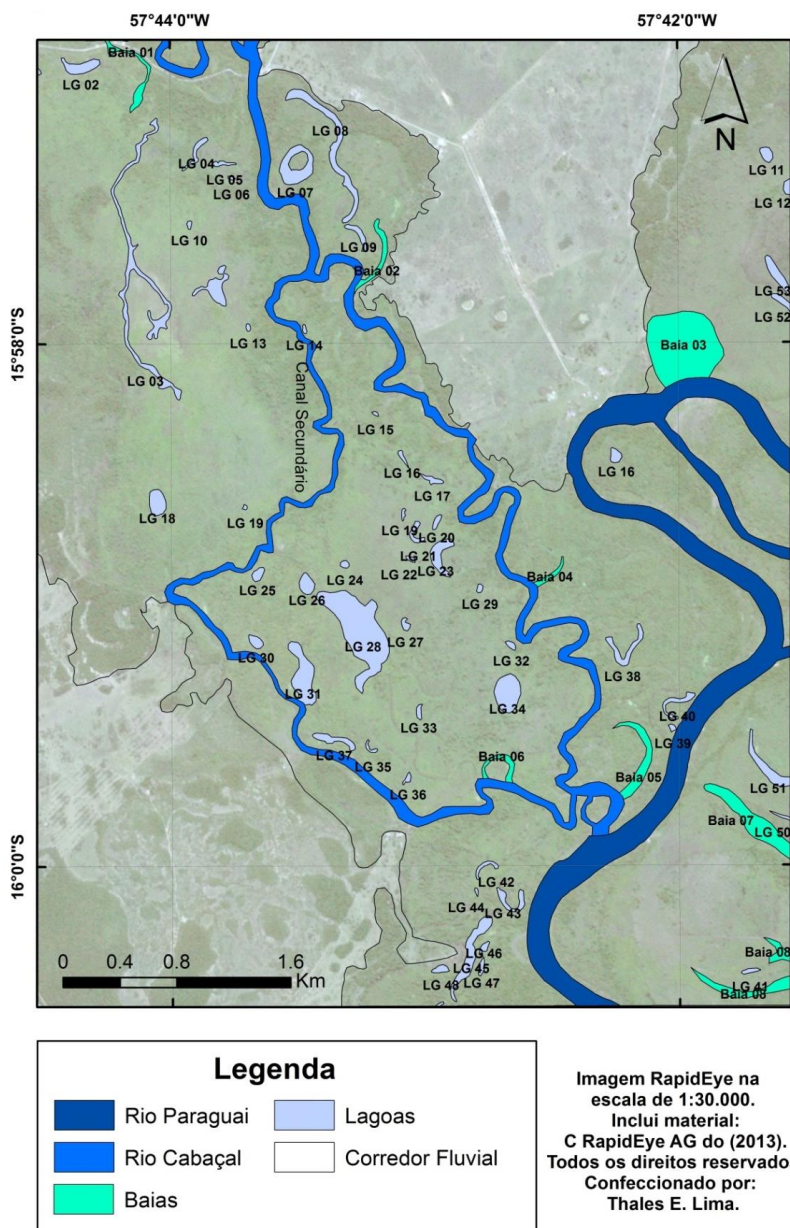 57°44'0"W
57°42'0"W
Baia 01
LG 02
LG 08
LG 04
LG 05
LG 06
LG 07
LG 11
LG 12
LG 10
LG 09
Baia 02
LG 53
LG 52
15°58'0"S
LG 13
LG 14
Baia 03
LG 03
Canal Secundário
LG 15
LG 16
LG 16
LG 17
LG 18
LG 19
LG 19
LG 20
LG 21
LG 22
LG 23
LG 24
Baia 04
LG 25
LG 26
LG 29
LG 27
LG 28
LG 30
LG 32
LG 38
LG 31
LG 34
LG 33
LG 40
LG 39
LG 37
LG 35
Baia 06
LG 36
Baia 05
LG 51
Baia 07
LG 50
16°0'0"S
LG 42
LG 44
LG 43
LG 46
LG 45
LG 48
LG 47
Baia 08
LG 41
Baia 08
N
0 0.4 0.8 1.6
Km
Legenda
Rio Paraguai
Lagoas
Rio Cabaçal
Corredor Fluvial
Baias
Imagem RapidEye na
escala de 1:30.000.
Inclui material:
C RapidEye AG do (2013).
Todos os direitos reservado
Confeccionado por:
Thales E. Lima.